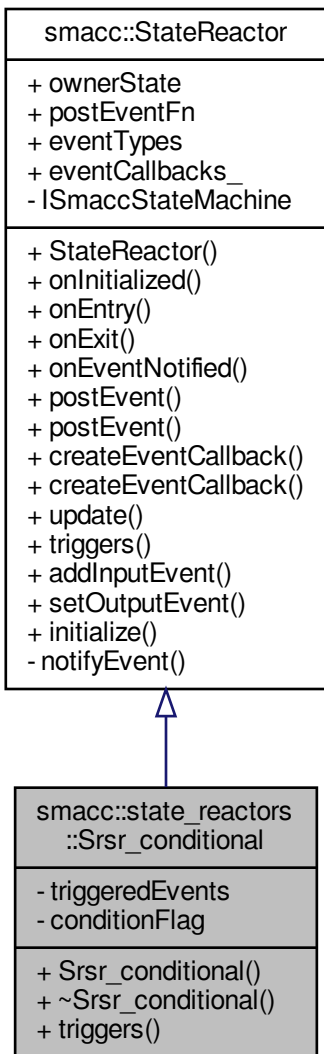 smacc::StateReactor
+ ownerState
+ postEventFn
+ eventTypes
+ eventCallbacks_
- ISmaccStateMachine
+ StateReactor()
+ onInitialized()
+ onEntry()
+ onExit()
+ onEventNotified()
+ postEvent()
+ postEvent()
+ createEventCallback()
+ createEventCallback()
+ update()
+ triggers()
+ addInputEvent()
+ setOutputEvent()
+ initialize()
- notifyEvent()
smacc::state_reactors
::Srsr_conditional
- triggeredEvents
- conditionFlag
+ Srsr_conditional()
+ ~Srsr_conditional()
+ triggers()